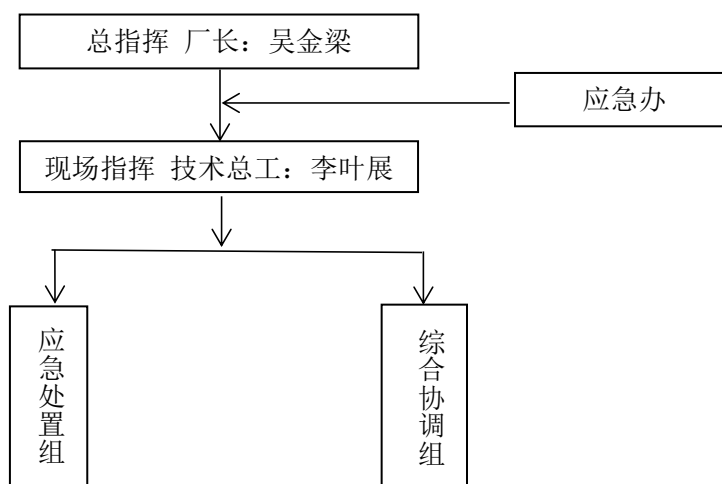 总指挥 厂长：吴金梁
应急办
现场指挥 技术总工：李叶展
应急处置组
综合协调组